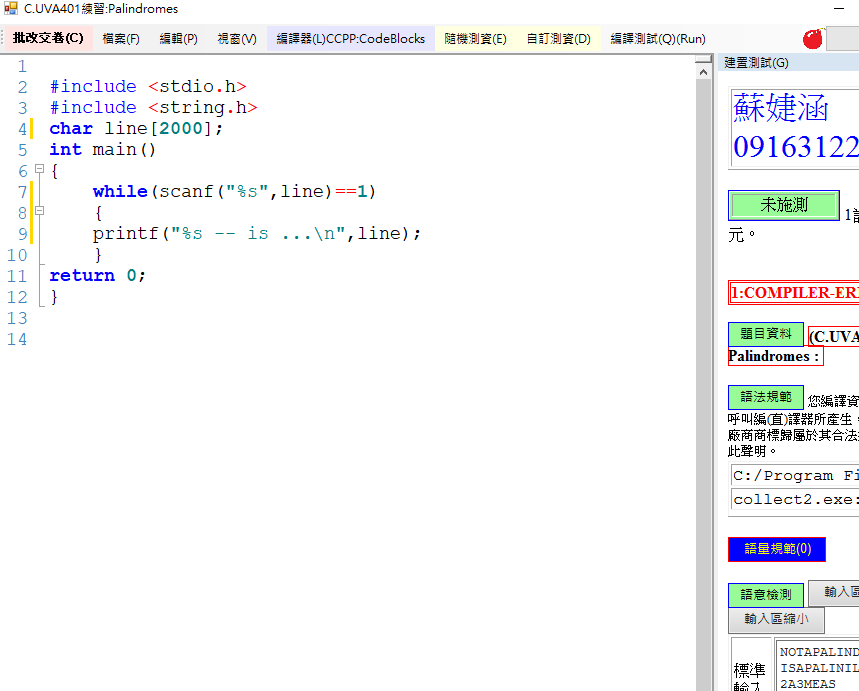 C.UVA401練習:Palindromes
批改交卷(C) 檔案(F) 編輯(P) 視窗(V) 編譯器(L)CCPP:CodeBlocks 隨機測資(E) 自訂測資(D) 編譯測試(Q)(Run)
1
2 #include <stdio.h>
3 #include <string.h>
4 char line[2000];
5 int main()
6 {
7 while(scanf("%s",line)==1)
8 {
9 printf("%s -- is ...\n",line);
10 }
11 return 0;
12 }
13
14
建置測試(G)
蘇婕涵
09163122
未施測 1
元。
1:COMPILER-ER
題目資料 (C.UVA
Palindromes :
語法規範 您編譯資
呼叫編(直)譯器所產生。
廠商商標歸屬於其合法
此聲明。
C:/Program Fi
collect2.exe:
語量規範(0)
語意檢測 輸入區
輸入區縮小
標準
輸入
NOTAPALIND
ISAPALINIL
2A3MEAS